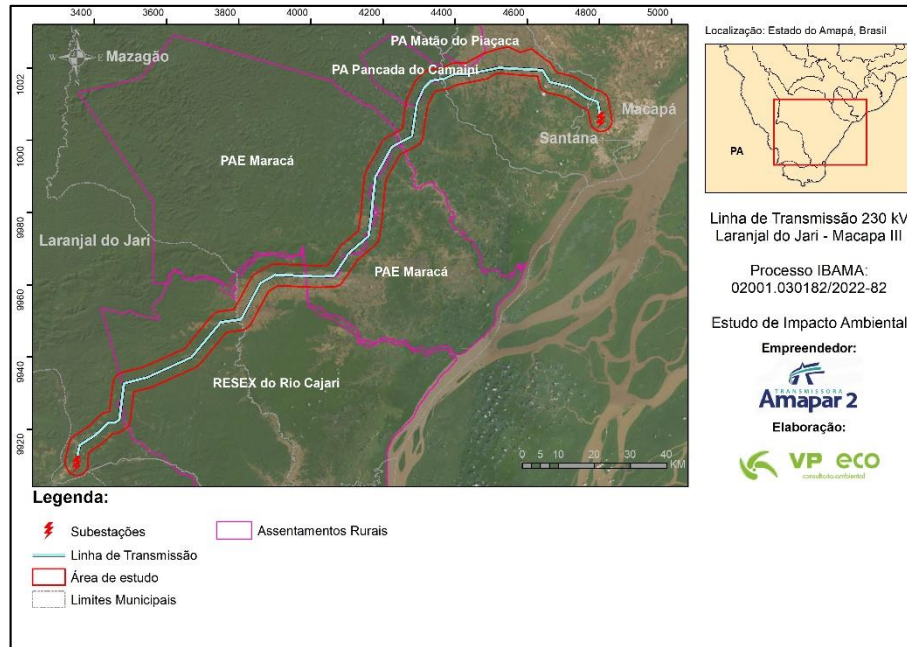 3400 3600 3800 4000 4200 4400 4600 4800 5000
1002
1000
9980
9960
9940
9920
Mazagão
W E
PA Matão do Piaçaca
PA Pancada do Camaipi
Macapá
Santana
PAE Maracá
Laranjal do Jari
PAE Maracá
RESEX do Rio Cajari
0 5 10 20 30 40
KM
Localização: Estado do Amapá, Brasil
PA
Linha de Transmissão 230 kV
Laranjal do Jari - Macapa III
Processo IBAMA:
02001.030182/2022-82
Estudo de Impacto Ambiental
Empreendedor:
TRANSMISSORA
Amapar 2
Elaboração:
VP eco
consultoria ambiental
Legenda:
Subestações
Linha de Transmissão
Área de estudo
Limites Municipais
Assentamentos Rurais